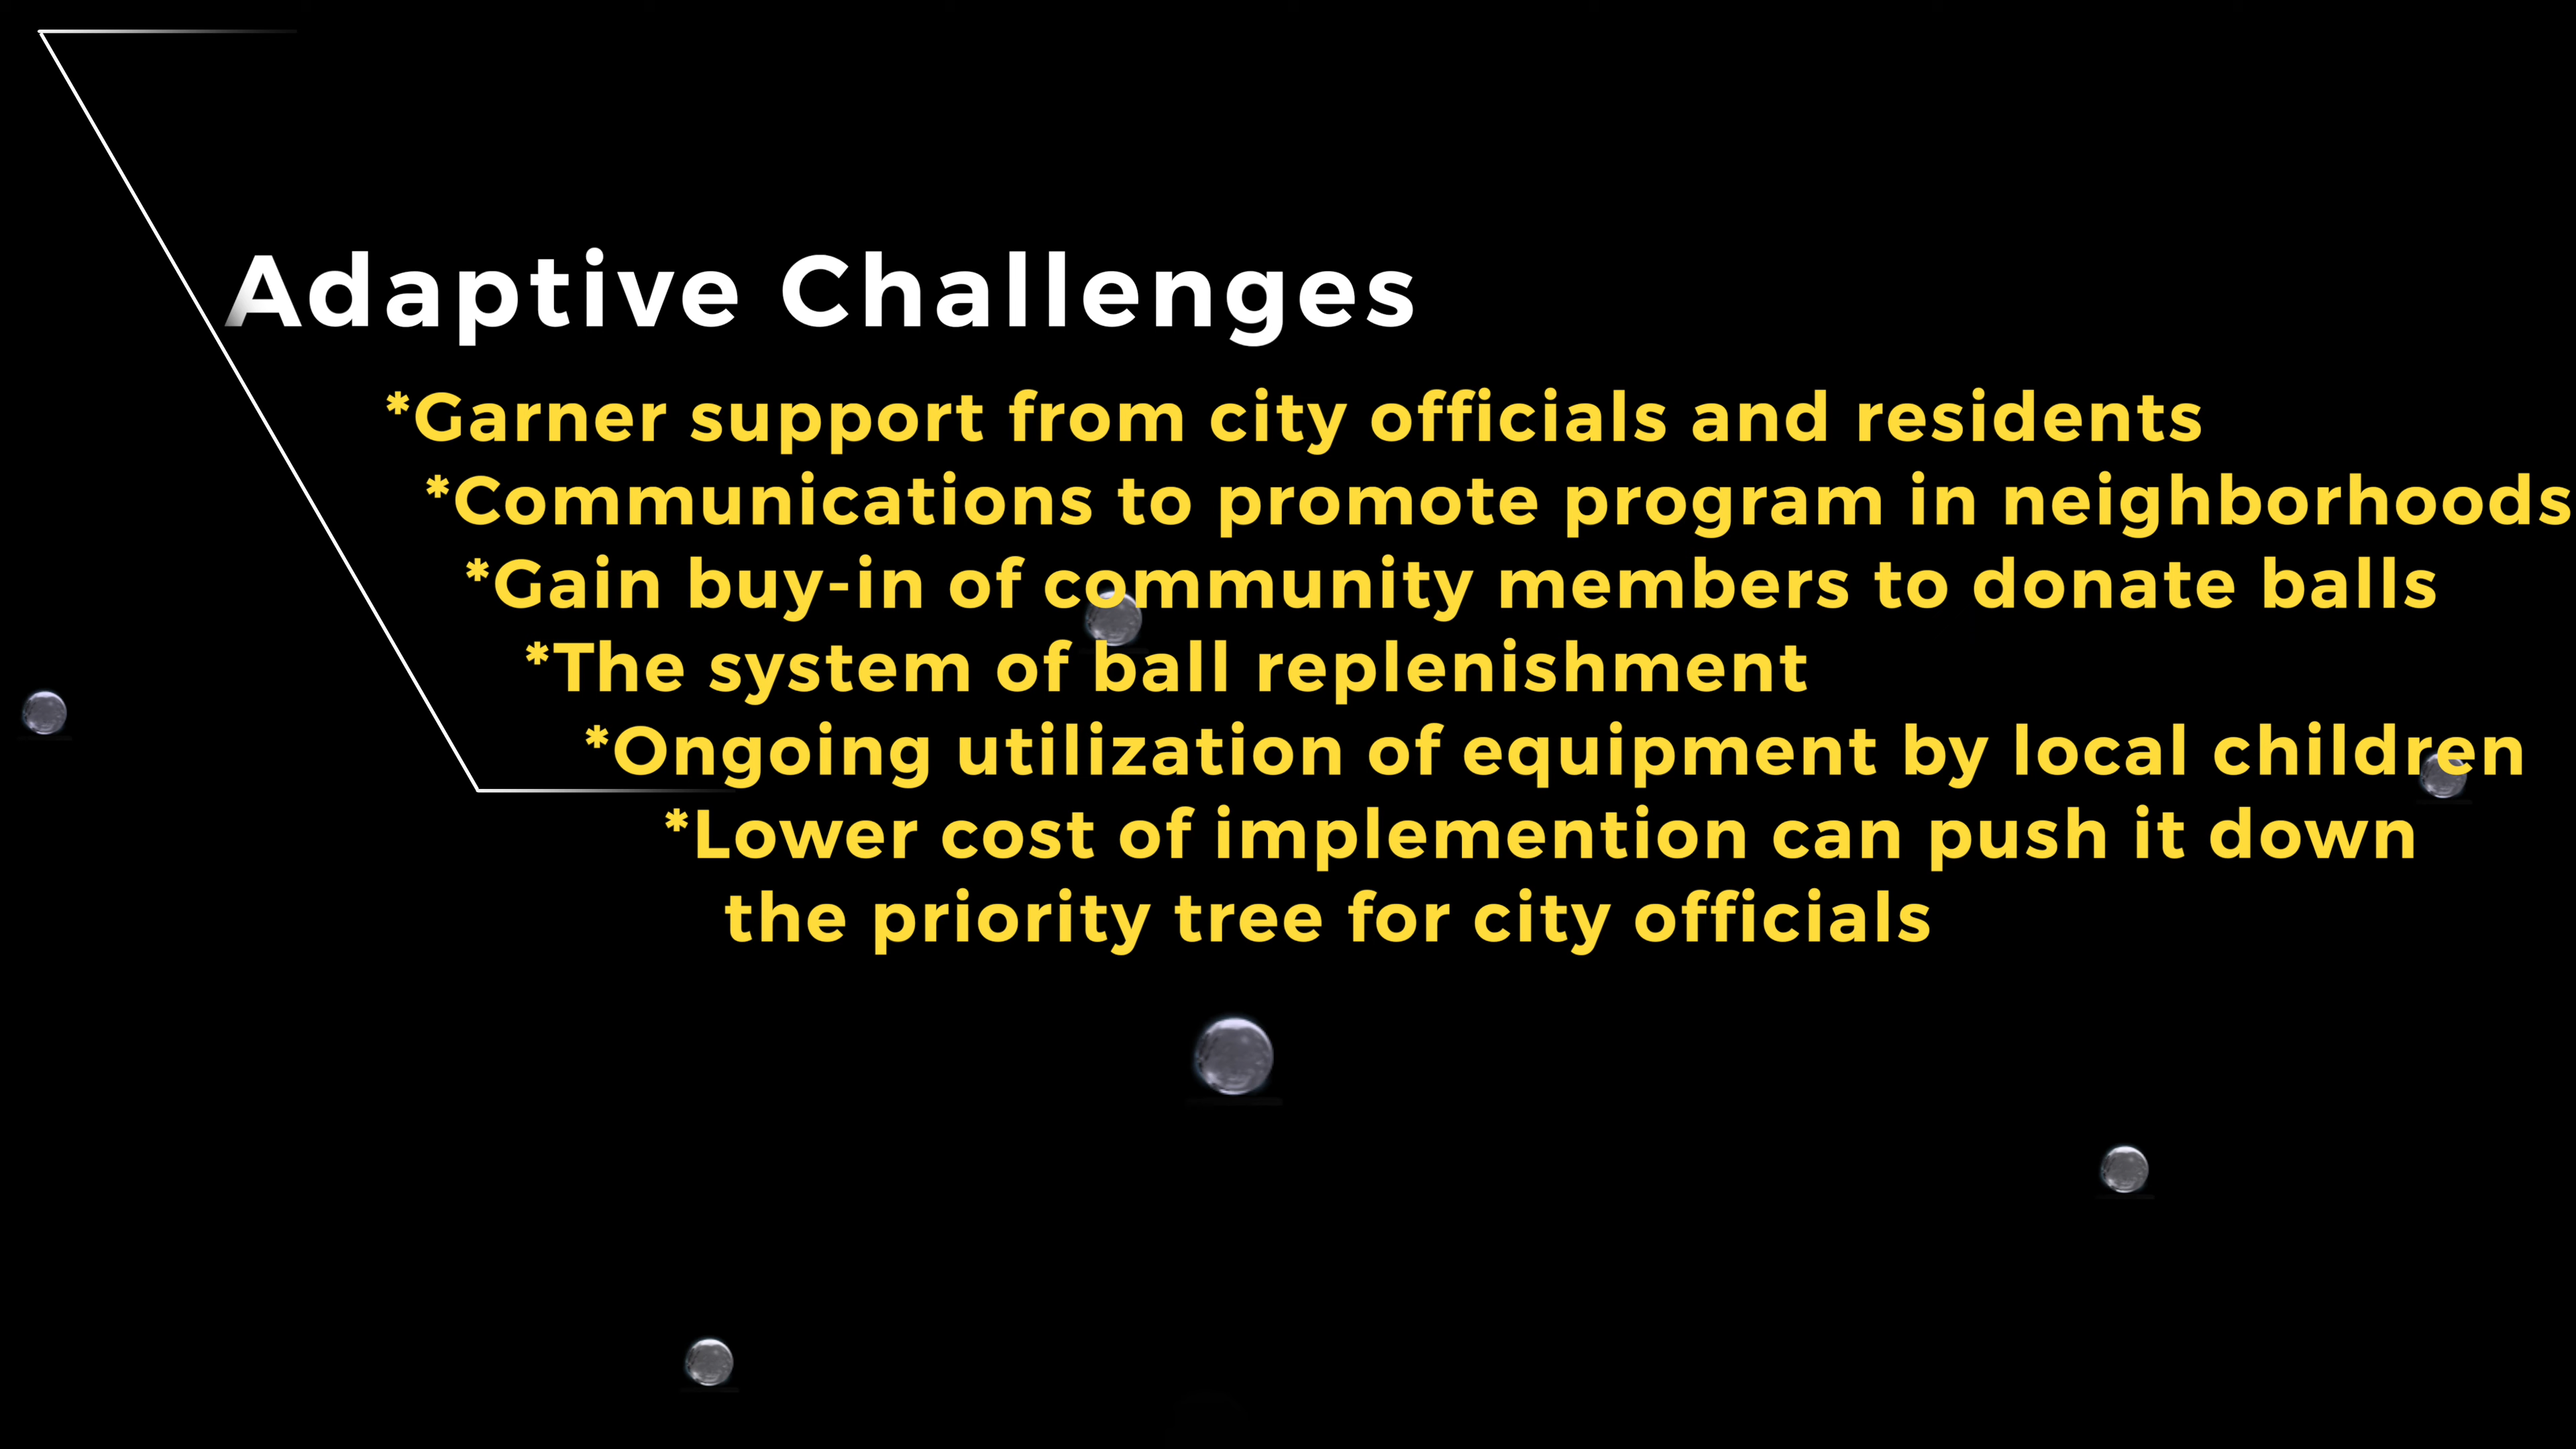 Adaptive Challenges
*Garner support from city officials and residents
*Communications to promote program in neighborhoods
*Gain buy-in of community members to donate balls
*The system of ball replenishment
*Ongoing utilization of equipment by local children
*Lower cost of implemention can push it down
the priority tree for city officials